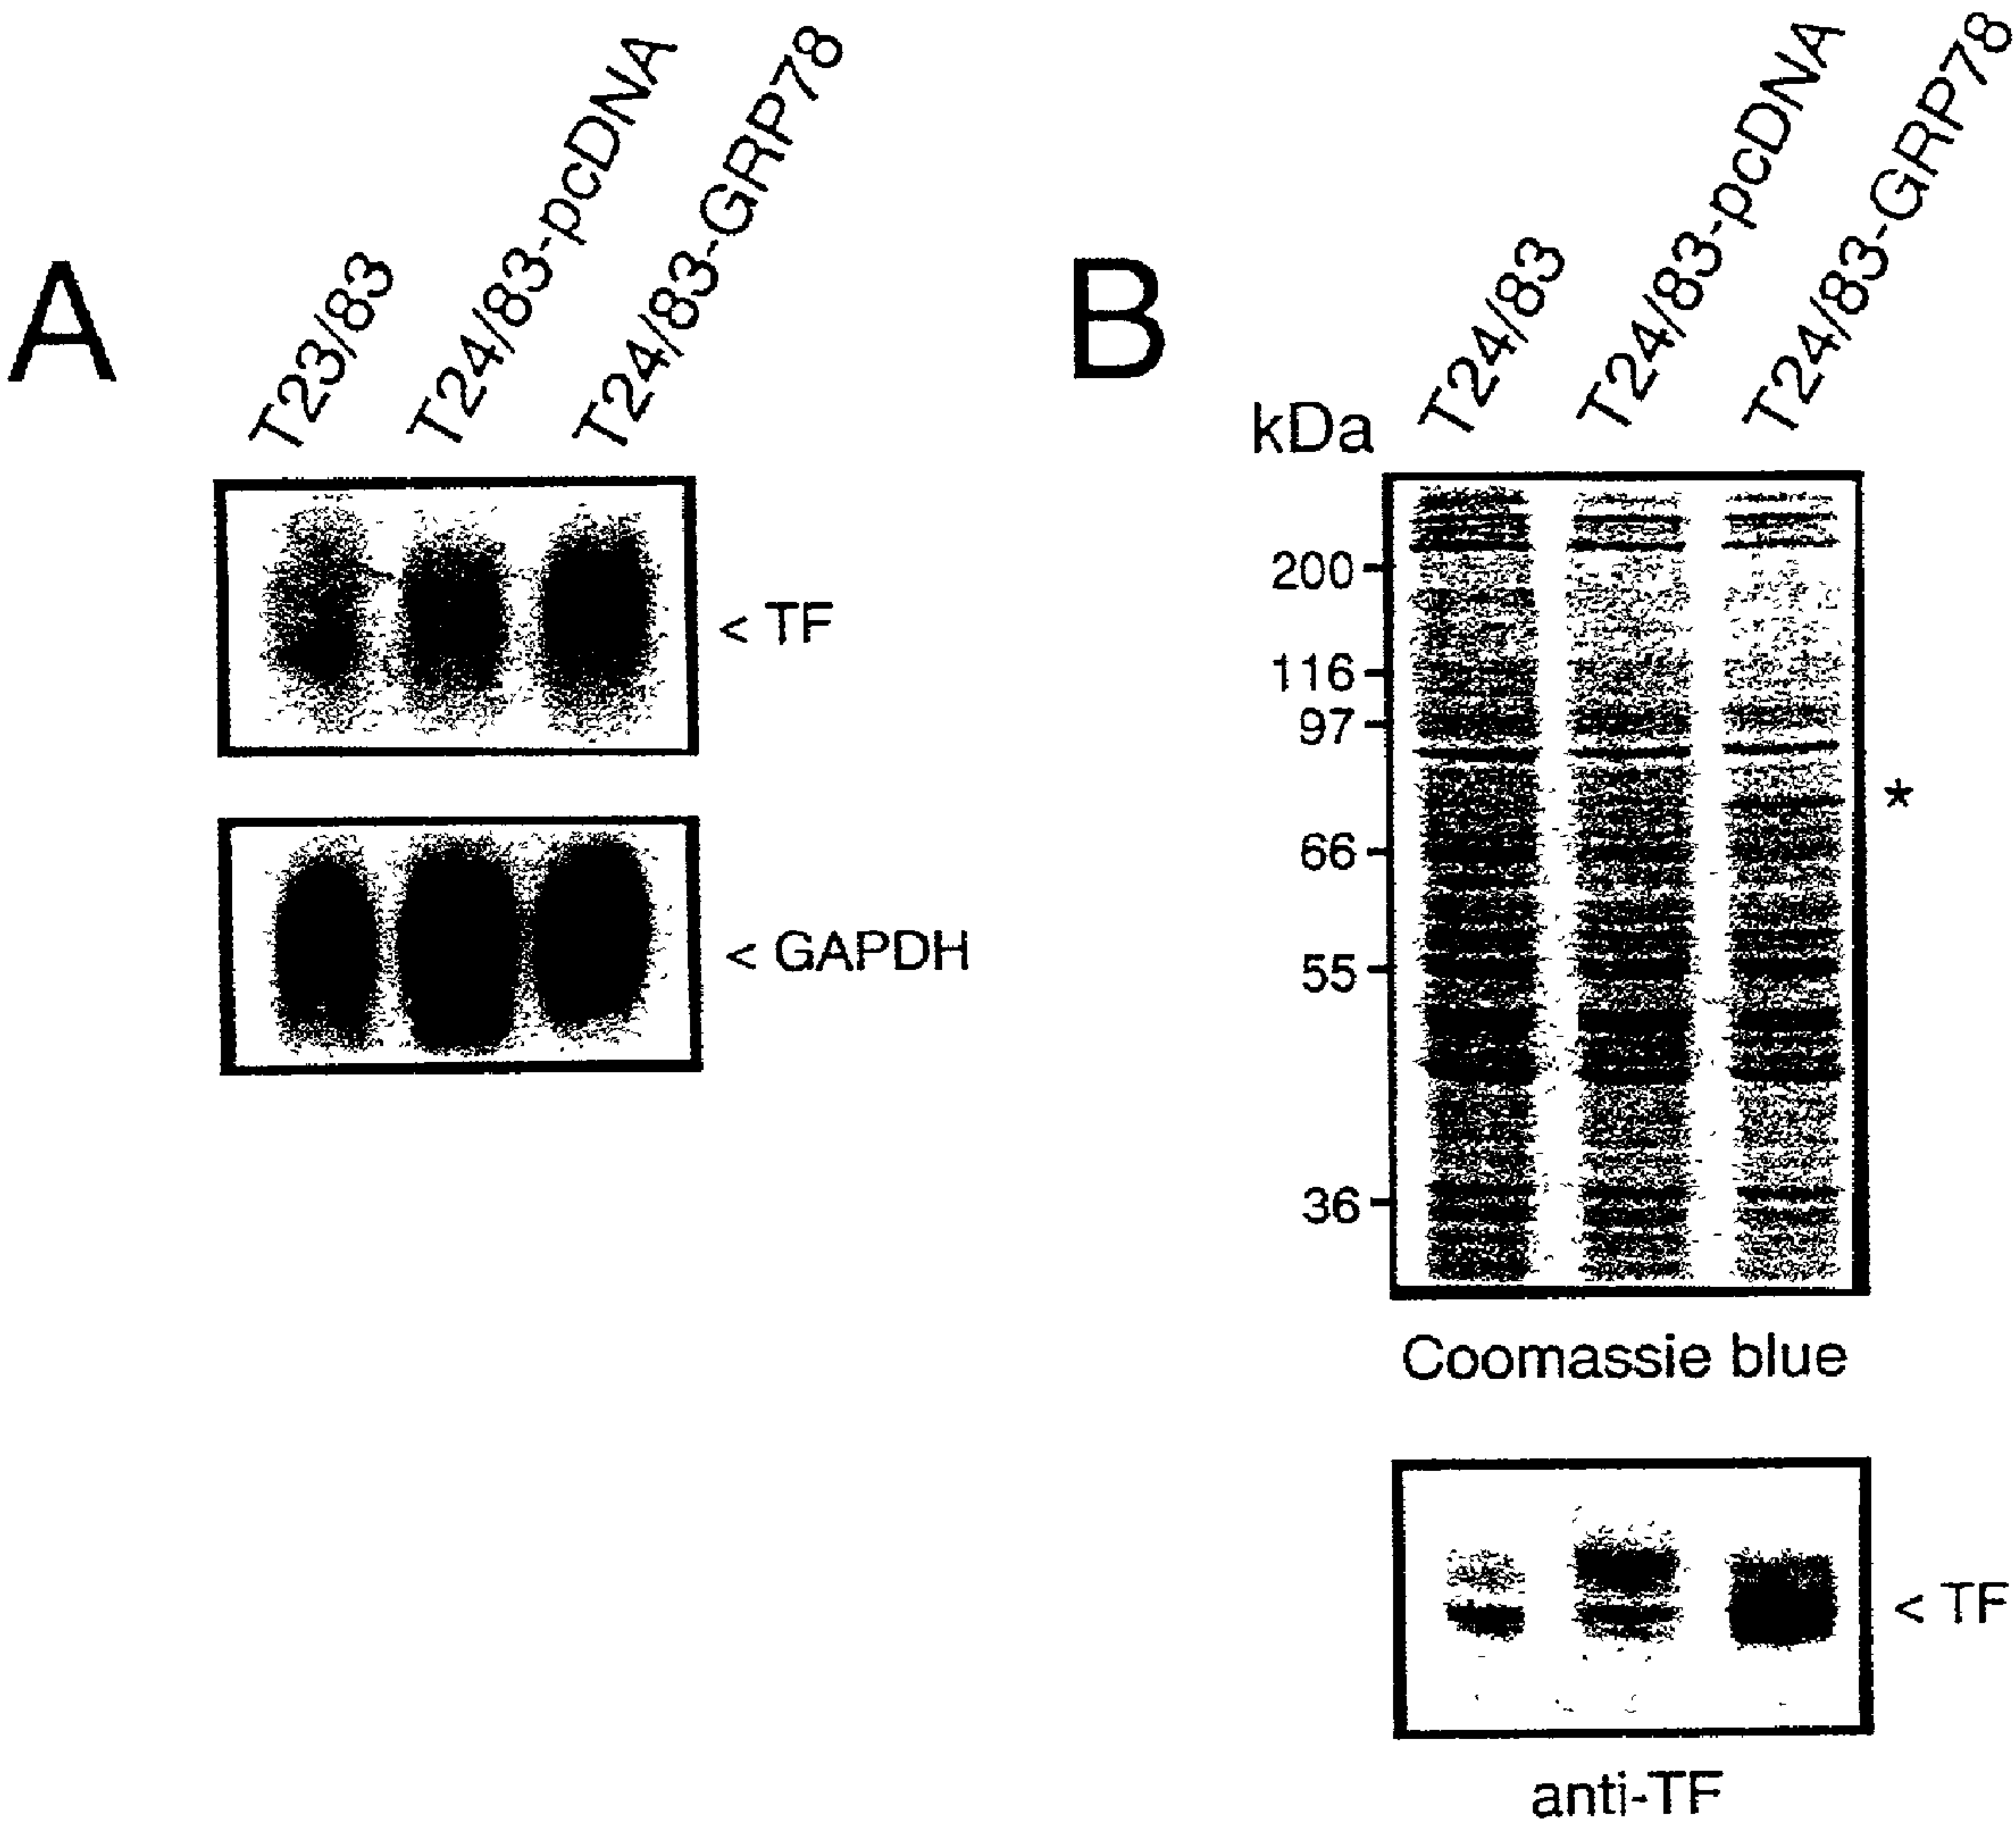 A
T23/83
T24/83-pcDNA
T24/83-GRP78
< TF
< GAPDH
B
kDa
T24/83
T24/83-pcDNA
T24/83-GRP78
200
116
97
*
66
55
36
Coomassie blue
< TF
anti-TF